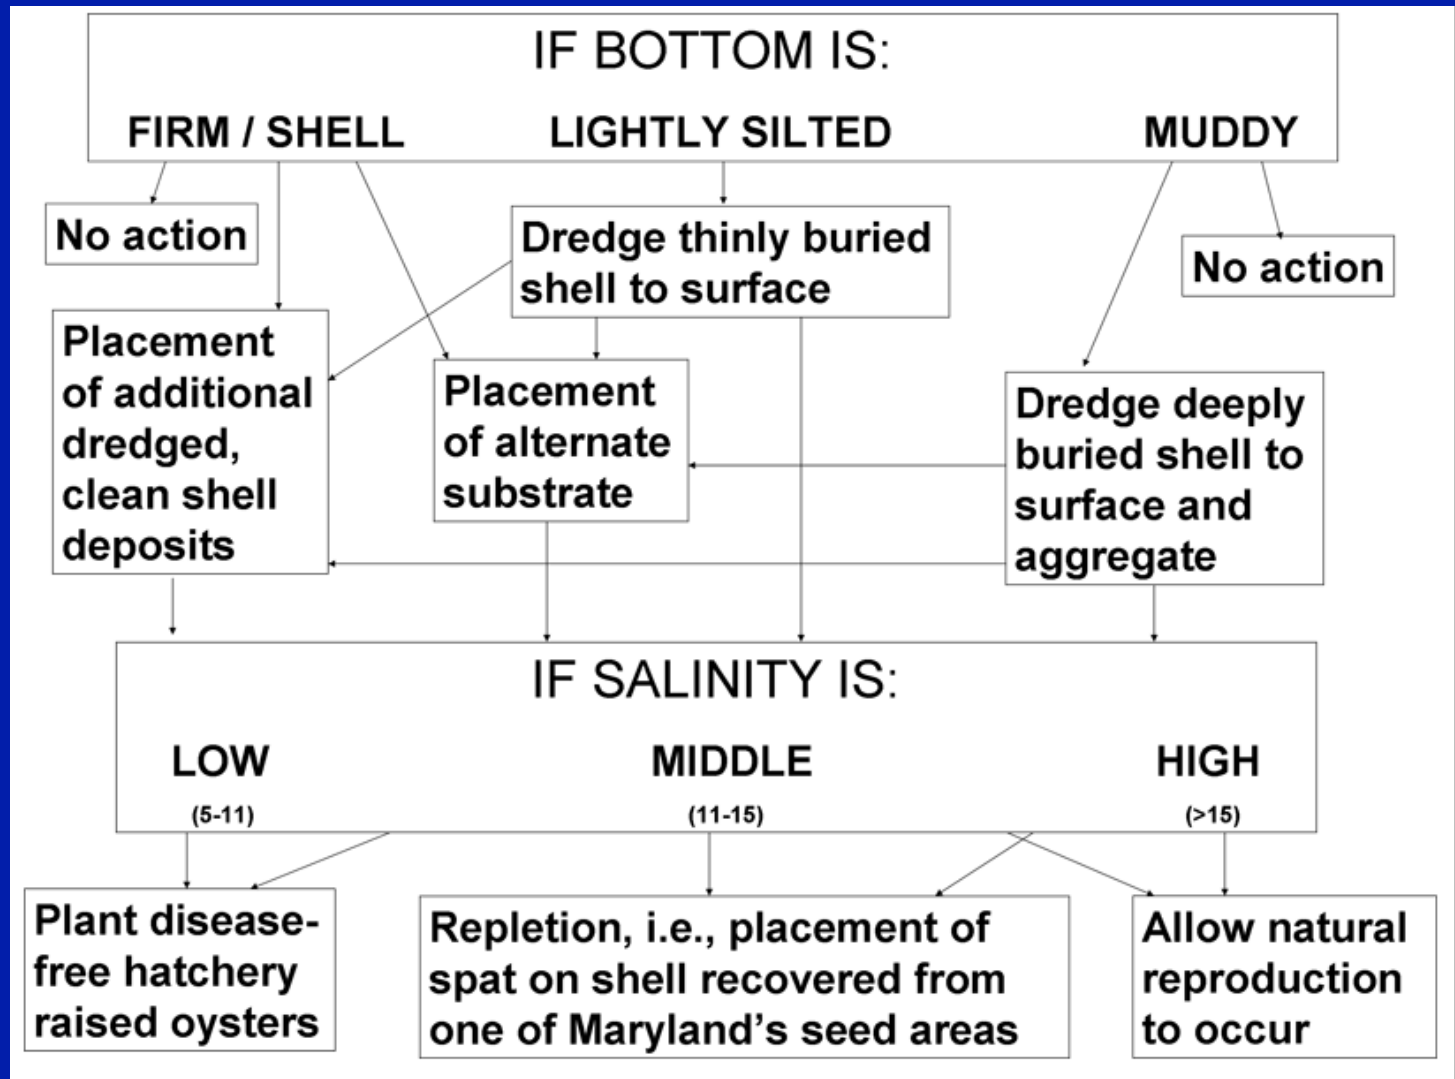 IF BOTTOM IS:
FIRM / SHELL LIGHTLY SILTED MUDDY
No action
Dredge thinly buried
shell to surface
No action
Placement
of additional
dredged,
clean shell
deposits
Placement
of alternate
substrate
Dredge deeply
buried shell to
surface and
aggregate
IF SALINITY IS:
LOW MIDDLE HIGH
(5-11) (11-15) (>15)
Plant disease-
free hatchery
raised oysters
Repletion, i.e., placement of
spat on shell recovered from
one of Maryland's seed areas
Allow natural
reproduction
to occur